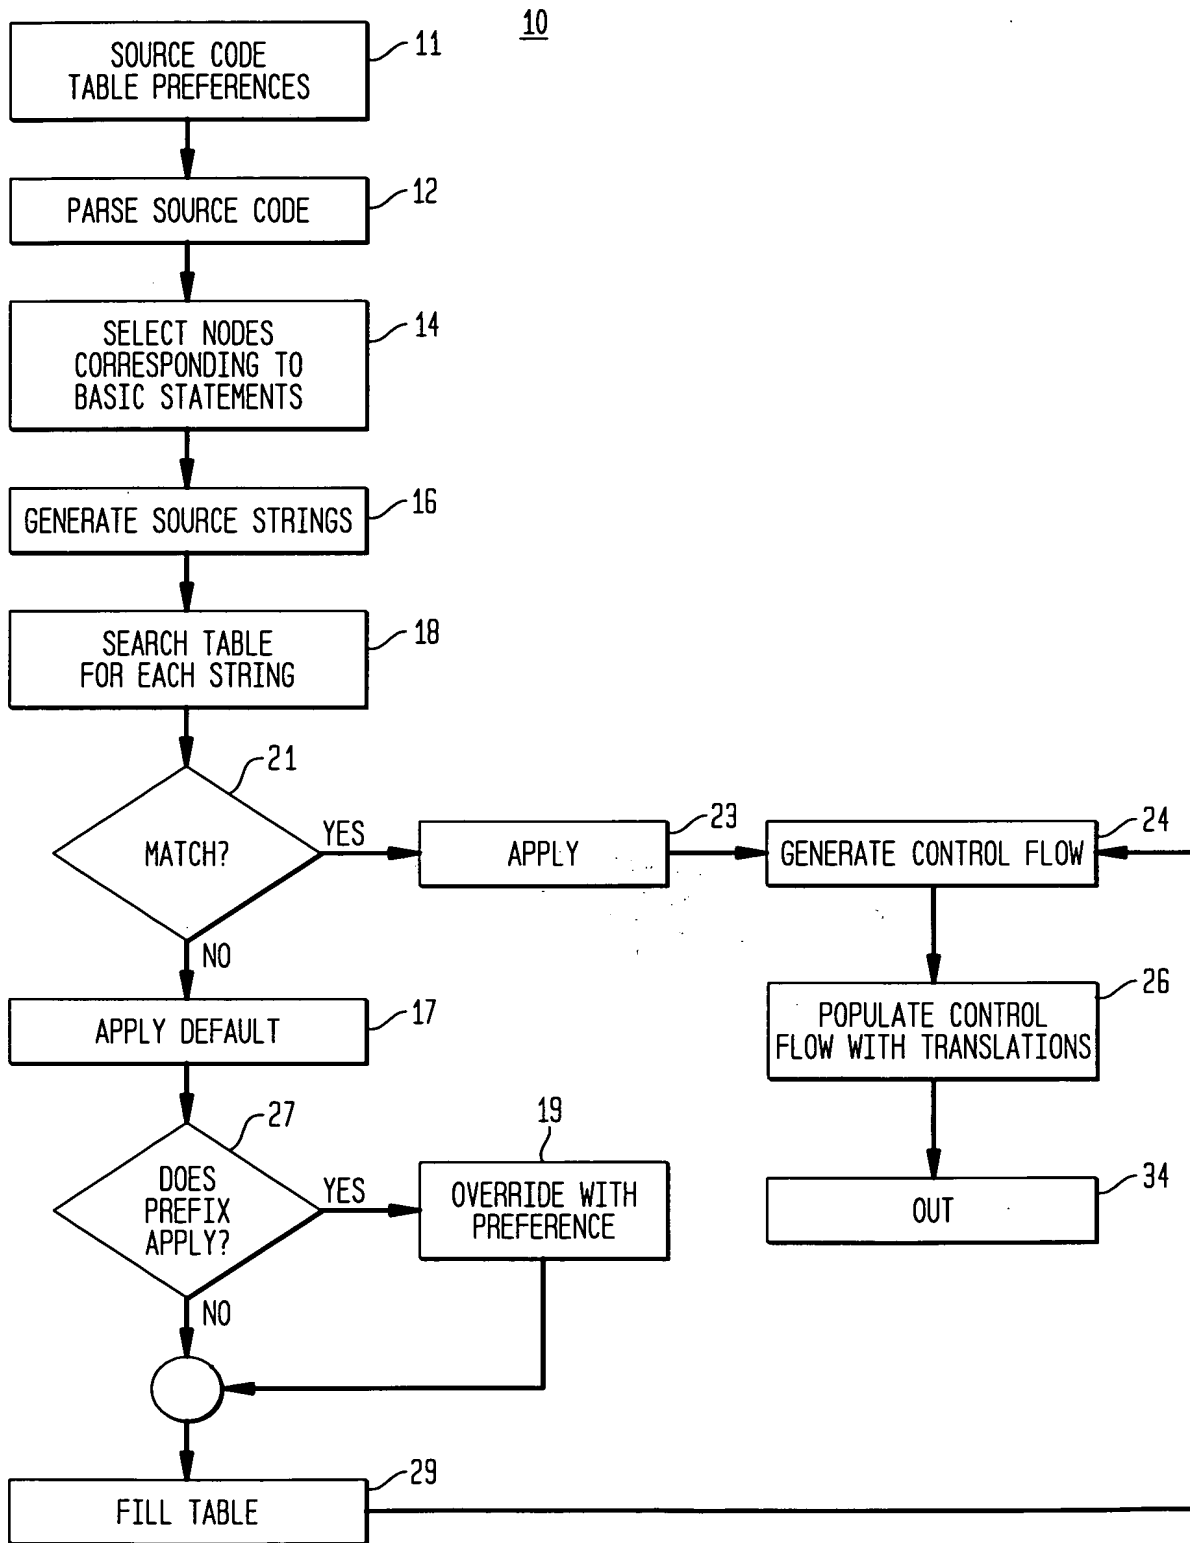 10
SOURCE CODE
TABLE PREFERENCES
11
PARSE SOURCE CODE
12
SELECT NODES
CORRESPONDING TO
BASIC STATEMENTS
14
GENERATE SOURCE STRINGS
16
SEARCH TABLE
FOR EACH STRING
18
MATCH?
21
YES
NO
APPLY
23
GENERATE CONTROL FLOW
24
POPULATE CONTROL
FLOW WITH TRANSLATIONS
26
OUT
34
APPLY DEFAULT
17
DOES
PREFIX
APPLY?
27
YES
NO
OVERRIDE WITH
PREFERENCE
19
FILL TABLE
29